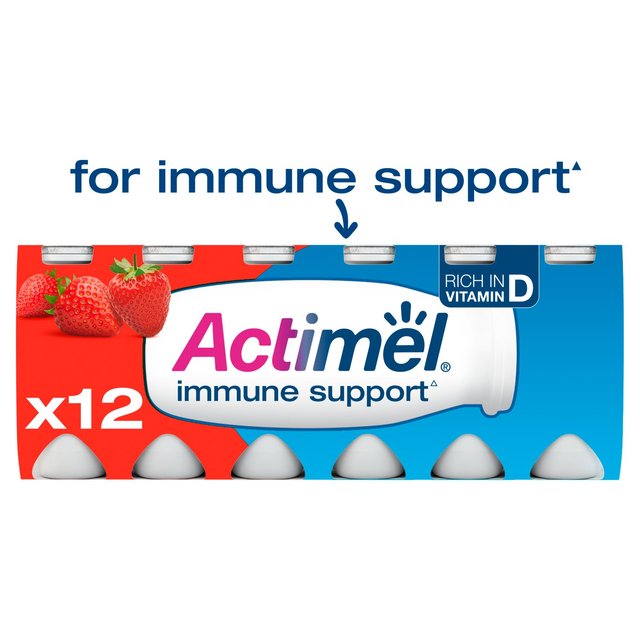 for immune support▲
RICH IN
VITAMIN D
Actimel®
immune support△
x12